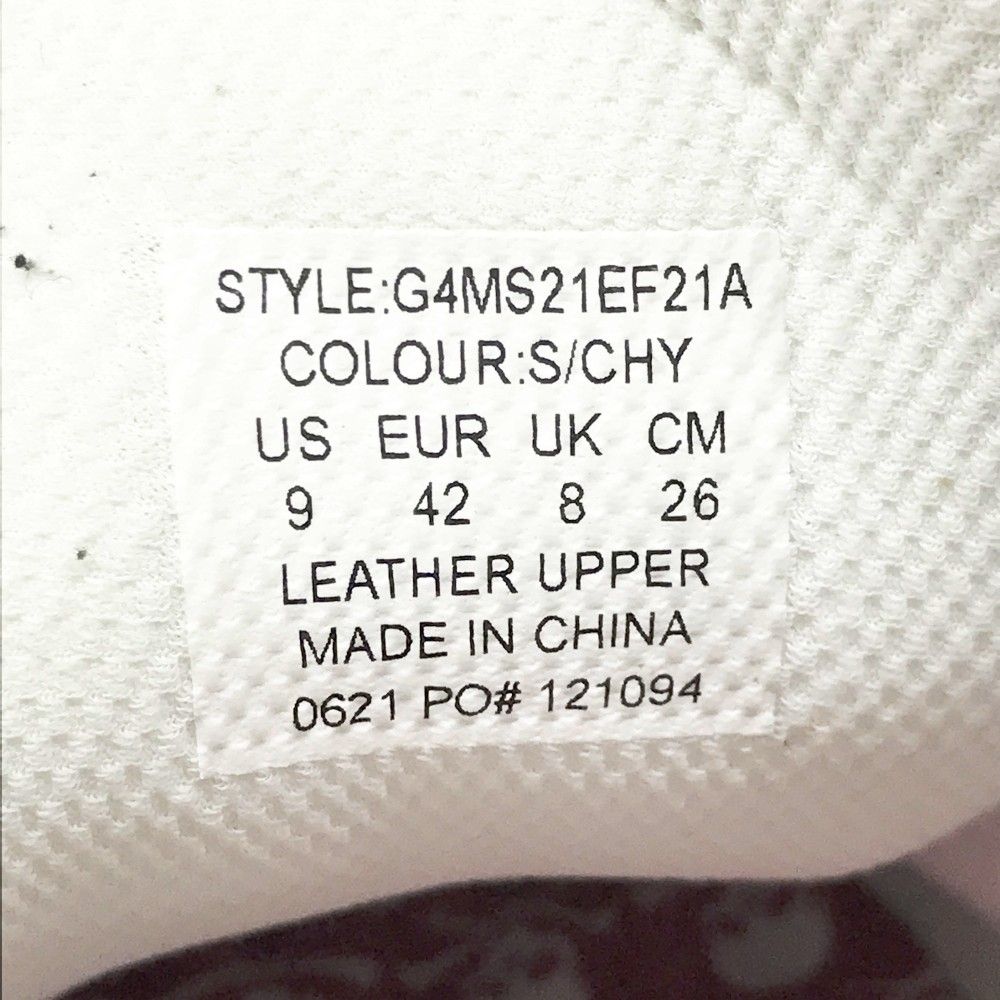 STYLE:G4MS21EF21A
COLOUR:S/CHY
US EUR UK CM
9 42 8 26
LEATHER UPPER
MADE IN CHINA
0621 PO# 121094